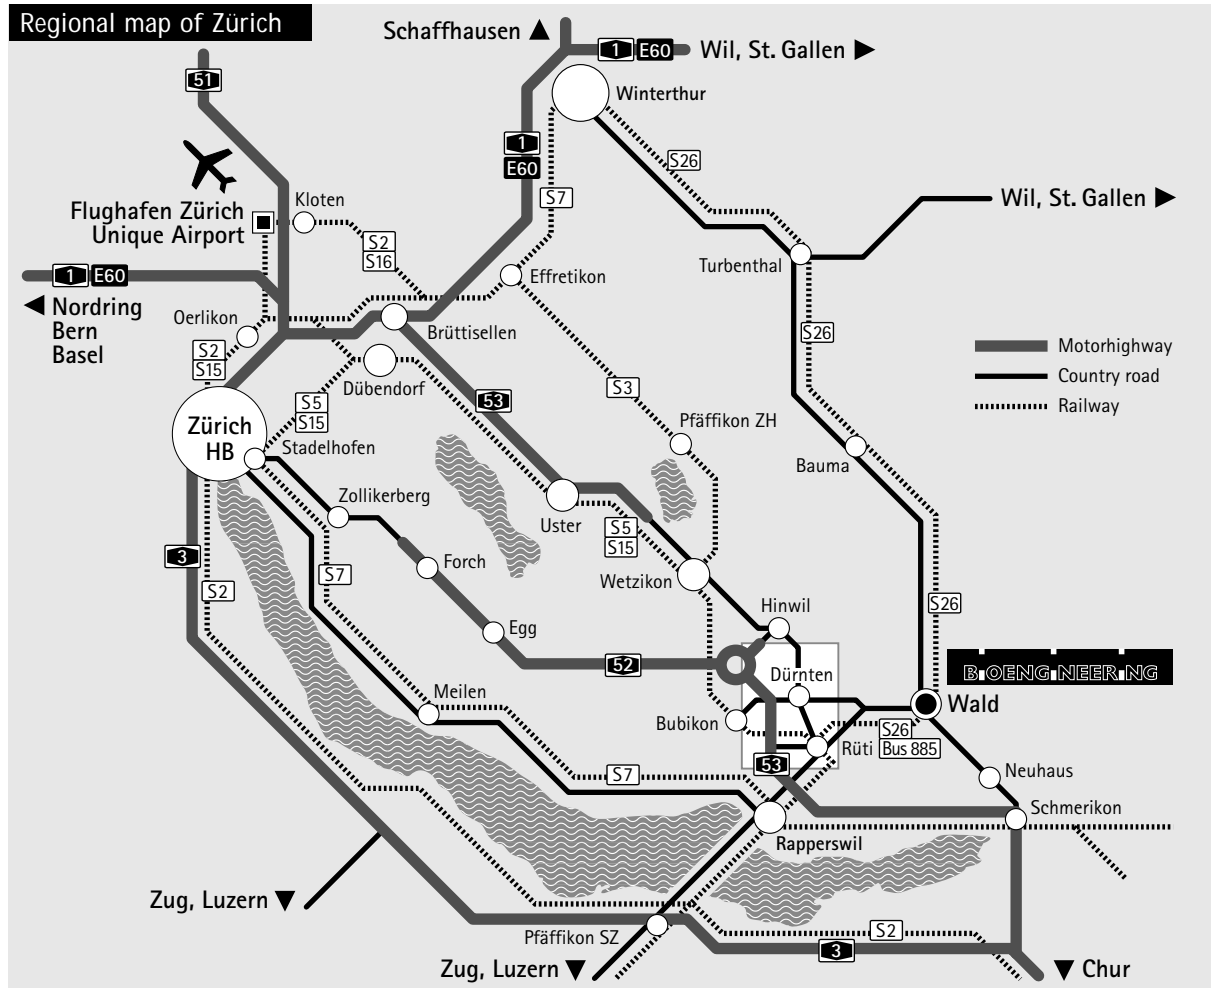 Regional map of Zürich
Schaffhausen
1 E60
Wil, St. Gallen
51
Winterthur
1
E60
S26
S7
Kloten
Wil, St. Gallen
Flughafen Zürich
Unique Airport
S2
S16
Turbenthal
1 E60
Effretikon
Nordring
Bern
Basel
Oerlikon
Brüttisellen
S26
S2
S15
Dübendorf
Motorhighway
Country road
Railway
S3
S5
S15
53
Zürich
HB
Stadelhofen
Pfäffikon ZH
Bauma
Zollikerberg
Uster
S5
S15
3
Forch
S7
Wetzikon
S2
Hinwil
S26
Egg
52
Dürnten
BIOENGINEERING
Meilen
Bubikon
Wald
S26
Rüti
Bus 885
S7
53
Neuhaus
Schmerikon
Rapperswil
Zug, Luzern
Pfäffikon SZ
S2
3
Zug, Luzern
Chur